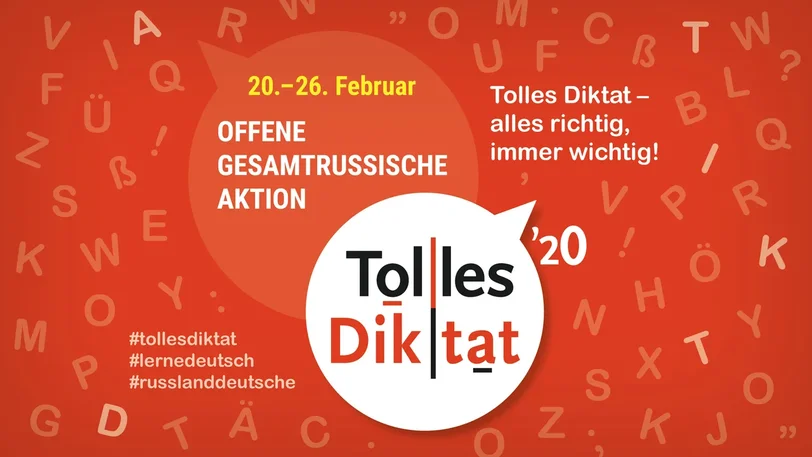 20.–26. Februar
OFFENE
GESAMTRUSSISCHE
AKTION
Tolles Diktat –
alles richtig,
immer wichtig!
Tolles
Diktat
’20
#tollesdiktat
#lernedeutsch
#russlanddeutsche